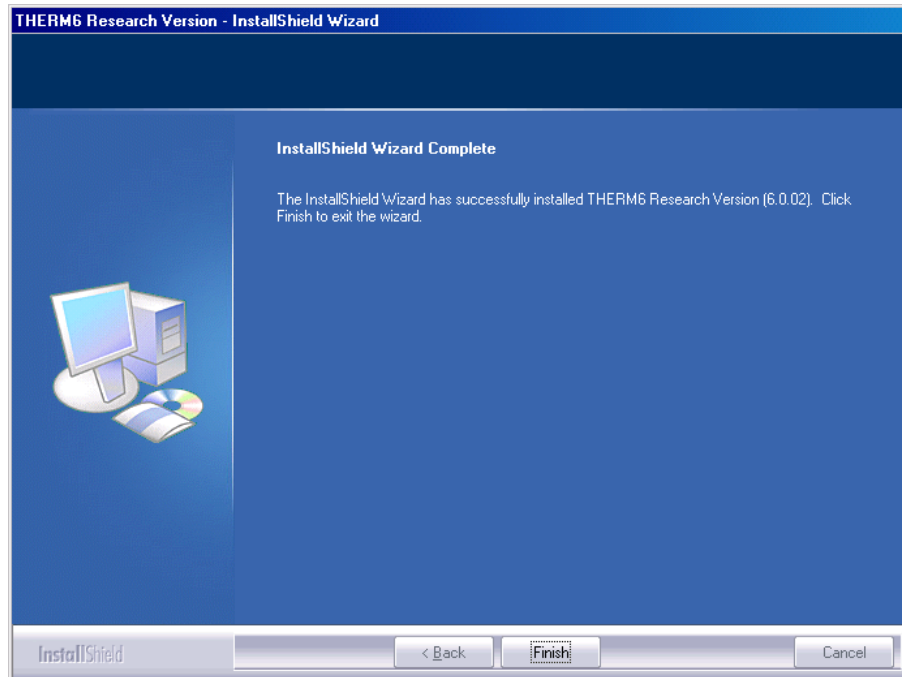 THERM6 Research Version - InstallShield Wizard
InstallShield Wizard Complete
The InstallShield Wizard has successfully installed THERM6 Research Version (6.0.02). Click
Finish to exit the wizard.
InstallShield
< Back
Finish
Cancel